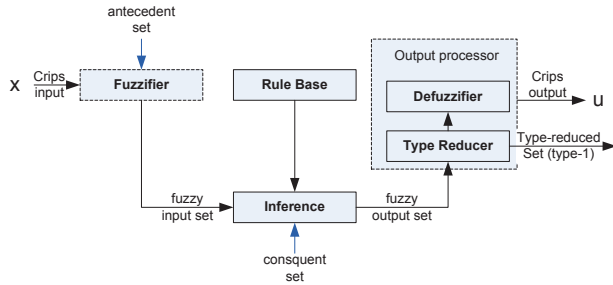 antecedent
set
Output processor
X
Crips
input
Fuzzifier
Rule Base
Defuzzifier
Crips
output
u
Type Reducer
Type-reduced
Set (type-1)
fuzzy
input set
Inference
fuzzy
output set
consquent
set